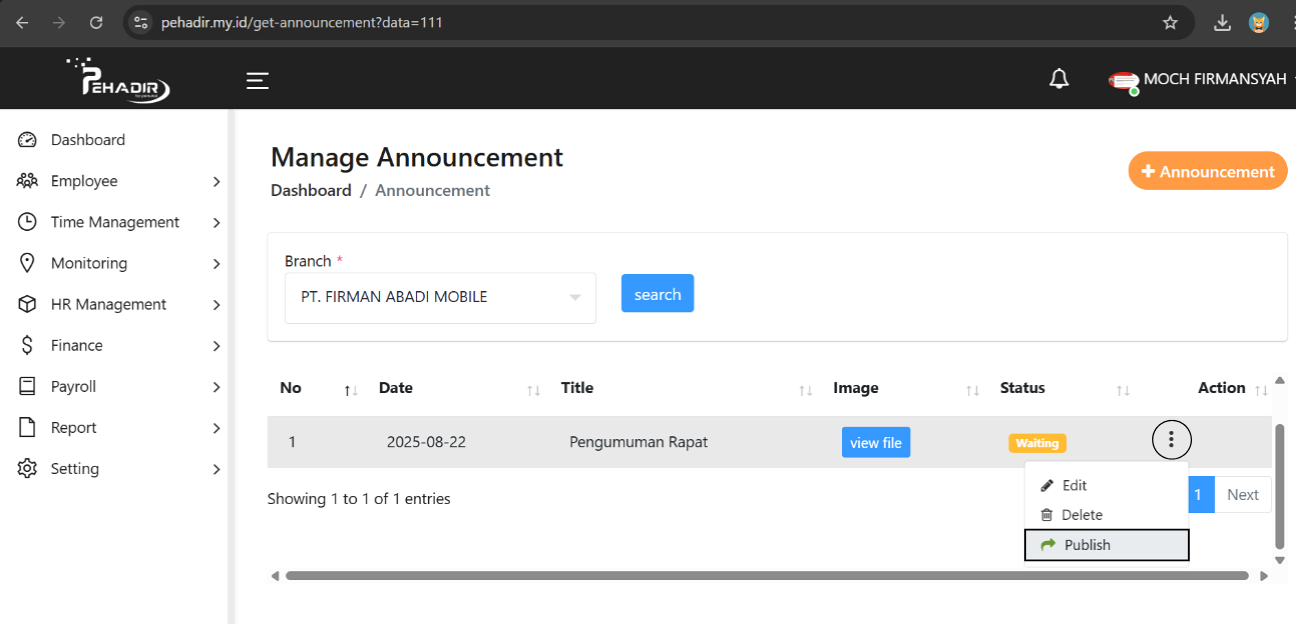 pehadir.my.id/get-announcement?data=111
PEHADIR
MOCH FIRMANSYAH
Dashboard
Employee
Time Management
Monitoring
HR Management
Finance
Payroll
Report
Setting
Manage Announcement
Dashboard / Announcement
+ Announcement
Branch *
PT. FIRMAN ABADI MOBILE
search
No Date Title Image Status Action
1 2025-08-22 Pengumuman Rapat view file Waiting
Edit
Delete
Publish
Showing 1 to 1 of 1 entries
1 Next